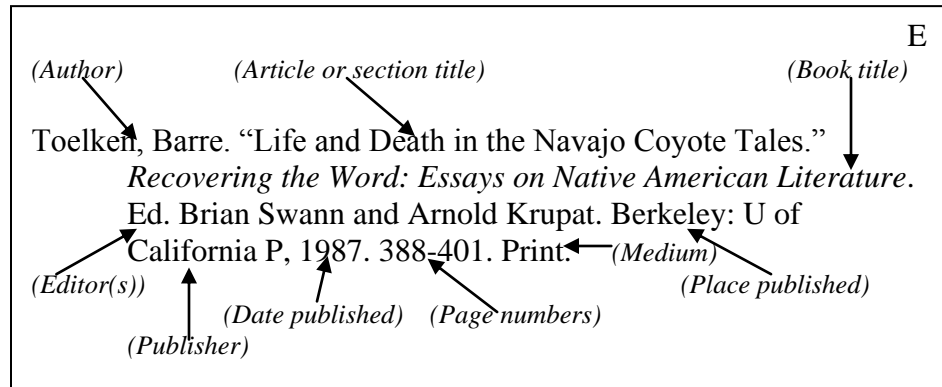 E
(Author) (Article or section title) (Book title)
Toelken, Barre. “Life and Death in the Navajo Coyote Tales.”
Recovering the Word: Essays on Native American Literature.
Ed. Brian Swann and Arnold Krupat. Berkeley: U of
California P, 1987. 388-401. Print. (Medium)
(Editor(s)) (Place published)
(Date published) (Page numbers)
(Publisher)